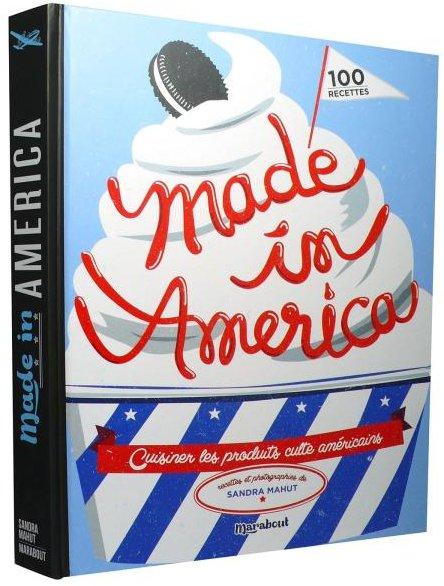 Made in AMERICA
SANDRA
MAHUT
MARABOUT
100
RECETTES
made
in
America
Cuisiner les produits culte américains
recettes et photographies de
SANDRA MAHUT
marabout